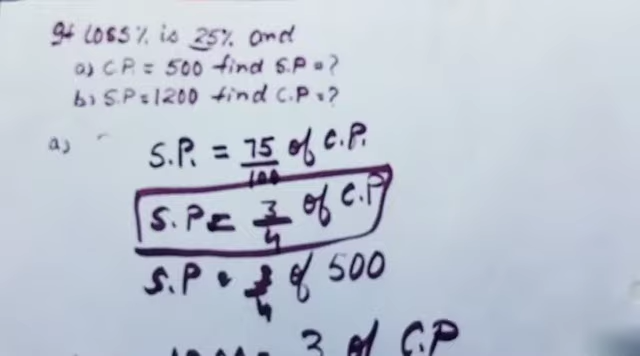 If loss% is 25% and
a) C.P. = 500 find S.P = ?
b) S.P = 1200 find C.P = ?
a)
S.P. = 75/100 of C.P.
S.P = 3/4 of C.P
S.P = 3/4 of 500
3 of C.P